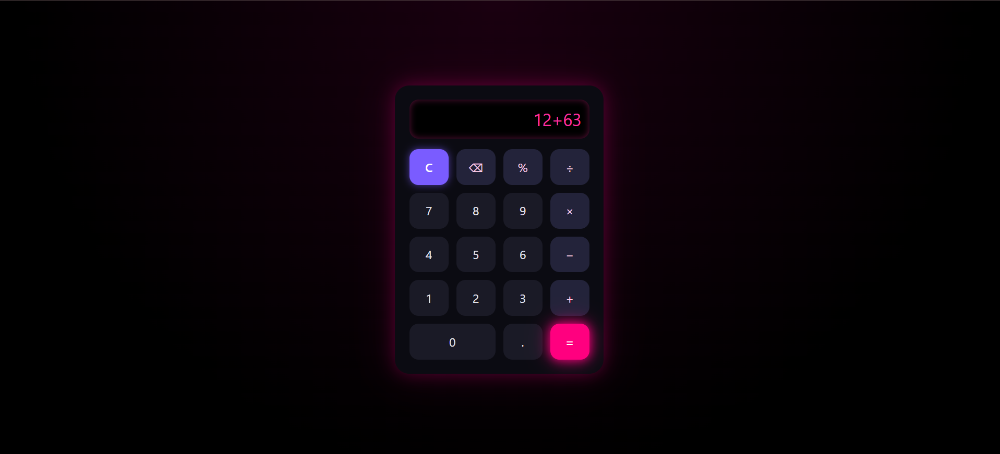 12+63
C ⌫ % ÷
7 8 9 ×
4 5 6 −
1 2 3 +
0 . =